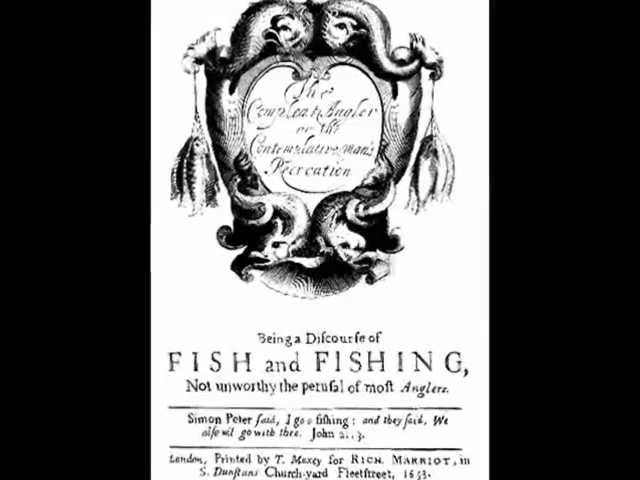 The
Compleat Angler
or the
Contemplative man's
Recreation
Being a Discourse of
FISH and FISHING,
Not unworthy the perusal of most Anglers.
Simon Peter said, I go a fishing: and they said, We
also wil go with thee. John 21.3.
London, Printed by T. Maxey for RICH. MARRIOT, in
S. Dunstans Church-yard Fleetstreet, 1653.